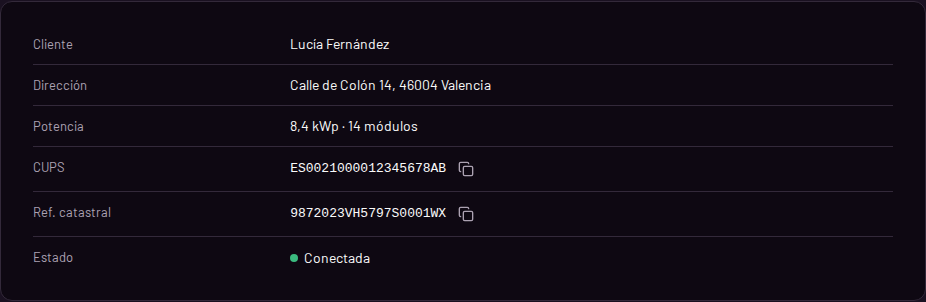 Cliente Lucía Fernández
Dirección Calle de Colón 14, 46004 Valencia
Potencia 8,4 kWp · 14 módulos
CUPS ES0021000012345678AB
Ref. catastral 9872023VH5797S0001WX
Estado Conectada